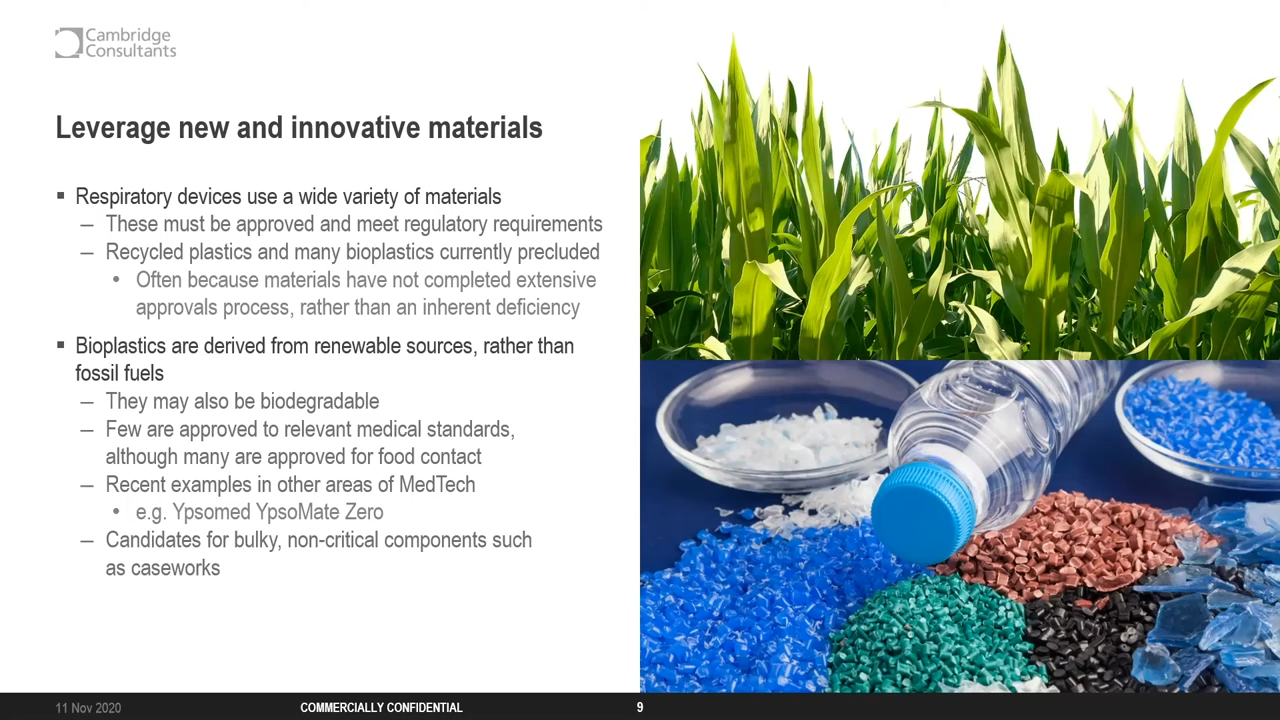 Cambridge
Consultants
Leverage new and innovative materials
▪ Respiratory devices use a wide variety of materials
– These must be approved and meet regulatory requirements
– Recycled plastics and many bioplastics currently precluded
• Often because materials have not completed extensive
approvals process, rather than an inherent deficiency
▪ Bioplastics are derived from renewable sources, rather than
fossil fuels
– They may also be biodegradable
– Few are approved to relevant medical standards,
although many are approved for food contact
– Recent examples in other areas of MedTech
• e.g. Ypsomed YpsoMate Zero
– Candidates for bulky, non-critical components such
as caseworks
11 Nov 2020 COMMERCIALLY CONFIDENTIAL 9